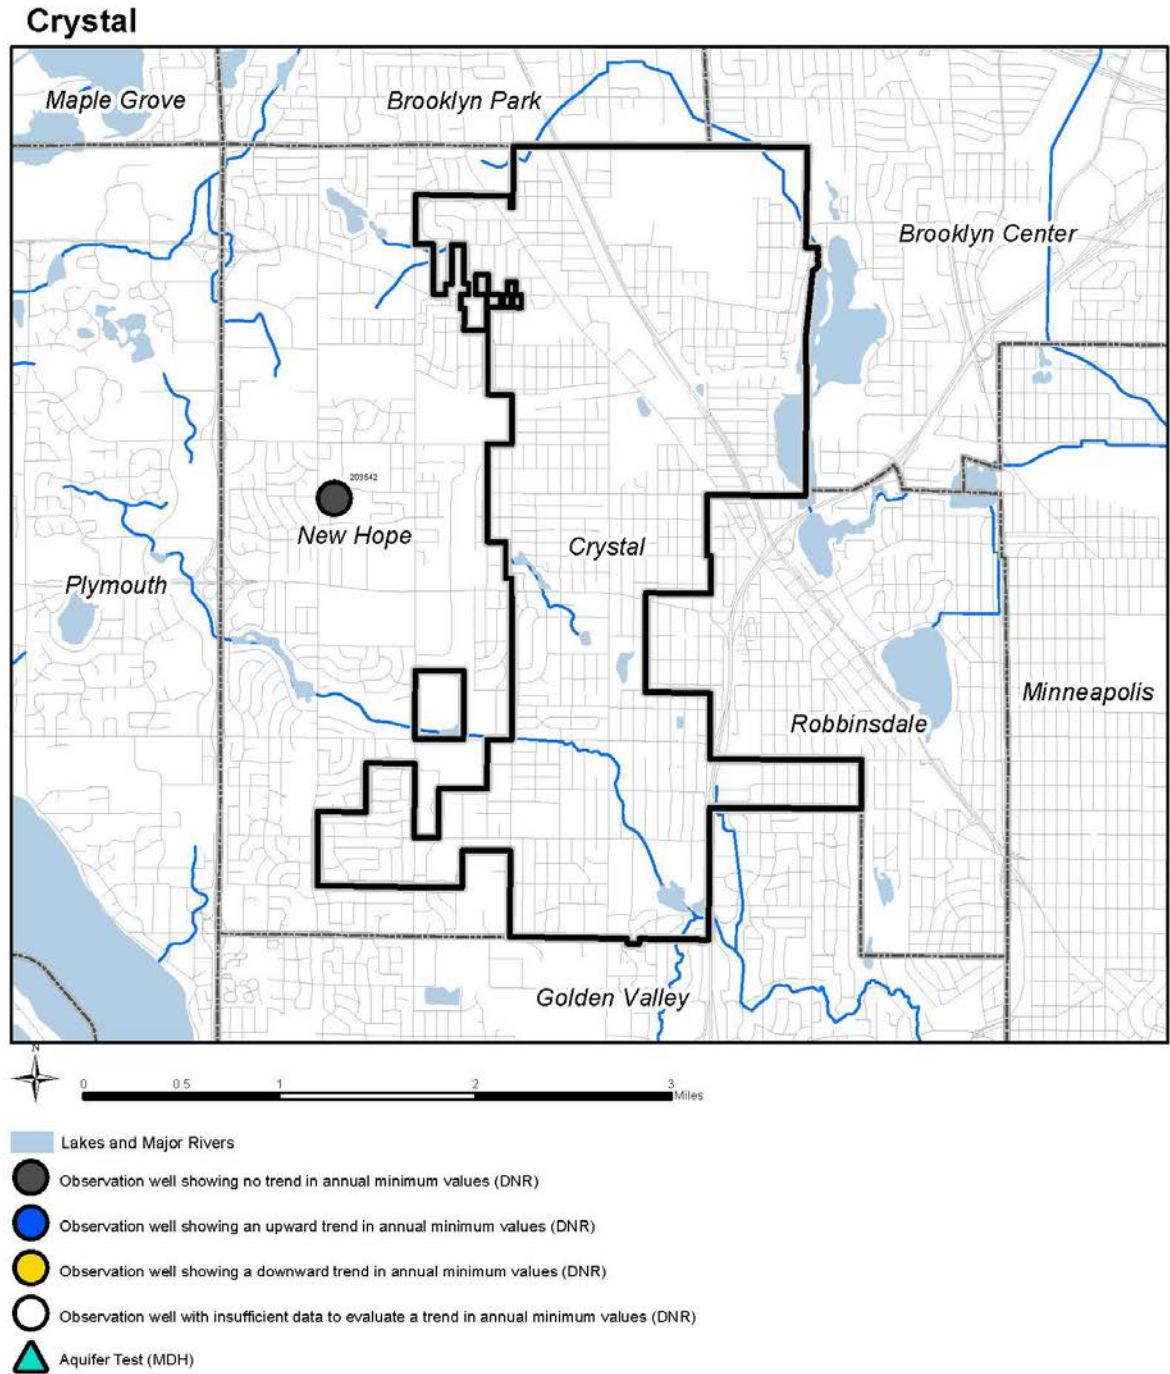 Crystal
Maple Grove
Brooklyn Park
Brooklyn Center
203542
New Hope
Crystal
Plymouth
Minneapolis
Robbinsdale
Golden Valley
N
0 0.5 1 2 3
Miles
Lakes and Major Rivers
Observation well showing no trend in annual minimum values (DNR)
Observation well showing an upward trend in annual minimum values (DNR)
Observation well showing a downward trend in annual minimum values (DNR)
Observation well with insufficient data to evaluate a trend in annual minimum values (DNR)
Aquifer Test (MDH)